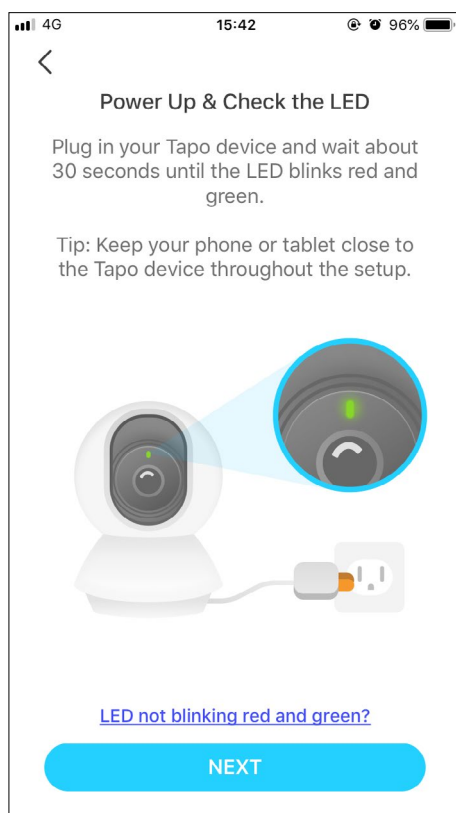 4G 15:42 96%
Power Up & Check the LED
Plug in your Tapo device and wait about
30 seconds until the LED blinks red and
green.
Tip: Keep your phone or tablet close to
the Tapo device throughout the setup.
LED not blinking red and green?
NEXT